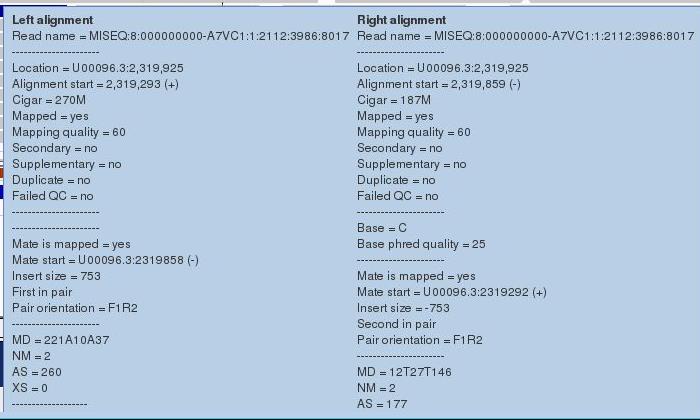 Left alignment
Read name = MISEQ:8:000000000-A7VC1:1:2112:3986:8017
----------------------
Location = U00096.3:2,319,925
Alignment start = 2,319,293 (+)
Cigar = 270M
Mapped = yes
Mapping quality = 60
Secondary = no
Supplementary = no
Duplicate = no
Failed QC = no
----------------------
----------------------
Mate is mapped = yes
Mate start = U00096.3:2319858 (-)
Insert size = 753
First in pair
Pair orientation = F1R2
----------------------
MD = 221A10A37
NM = 2
AS = 260
XS = 0
-------------------
Right alignment
Read name = MISEQ:8:000000000-A7VC1:1:2112:3986:8017
----------------------
Location = U00096.3:2,319,925
Alignment start = 2,319,859 (-)
Cigar = 187M
Mapped = yes
Mapping quality = 60
Secondary = no
Supplementary = no
Duplicate = no
Failed QC = no
----------------------
Base = C
Base phred quality = 25
----------------------
Mate is mapped = yes
Mate start = U00096.3:2319292 (+)
Insert size = -753
Second in pair
Pair orientation = F1R2
----------------------
MD = 12T27T146
NM = 2
AS = 177